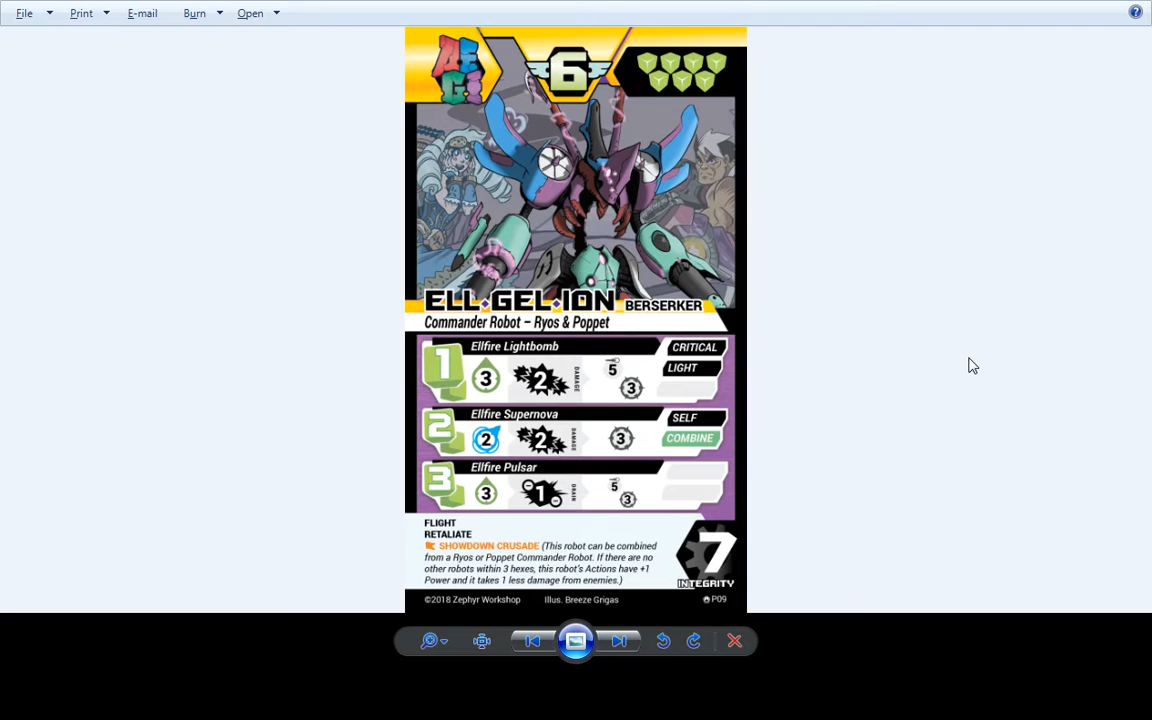 File Print E-mail Burn Open
AEGIS
6
ELL·GEL·ION BERSERKER
Commander Robot – Ryos & Poppet
1 Ellfire Lightbomb CRITICAL
3 2 DAMAGE 5 3 LIGHT
2 Ellfire Supernova SELF
2 2 DAMAGE 3 COMBINE
3 Ellfire Pulsar
3 1 DRAIN 5 3
FLIGHT
RETALIATE
SHOWDOWN CRUSADE (This robot can be combined
from a Ryos or Poppet Commander Robot. If there are no
other robots within 3 hexes, this robot's Actions have +1
Power and it takes 1 less damage from enemies.)
7
INTEGRITY
©2018 Zephyr Workshop Illus. Breeze Grigas P09